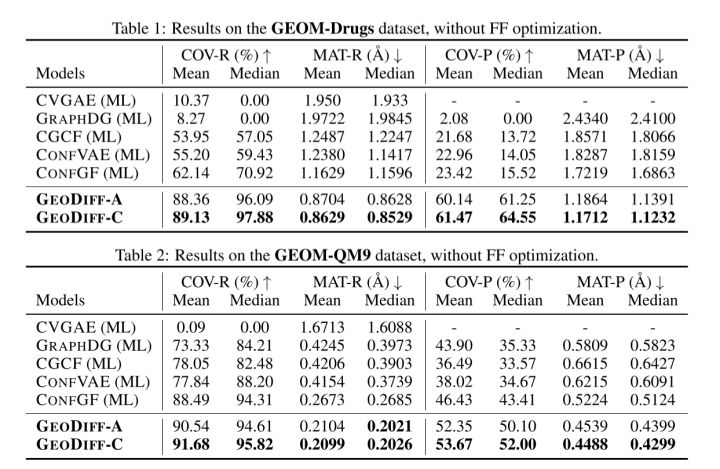 Table 1: Results on the GEOM-Drugs dataset, without FF optimization.
COV-R (%) ↑ MAT-R (Å) ↓ COV-P (%) ↑ MAT-P (Å) ↓
Models Mean Median Mean Median Mean Median Mean Median
CVGAE (ML) 10.37 0.00 1.950 1.933 - - - -
GRAPHDG (ML) 8.27 0.00 1.9722 1.9845 2.08 0.00 2.4340 2.4100
CGCF (ML) 53.95 57.05 1.2487 1.2247 21.68 13.72 1.8571 1.8066
CONFVAE (ML) 55.20 59.43 1.2380 1.1417 22.96 14.05 1.8287 1.8159
CONFGF (ML) 62.14 70.92 1.1629 1.1596 23.42 15.52 1.7219 1.6863
GEODIFF-A 88.36 96.09 0.8704 0.8628 60.14 61.25 1.1864 1.1391
GEODIFF-C 89.13 97.88 0.8629 0.8529 61.47 64.55 1.1712 1.1232
Table 2: Results on the GEOM-QM9 dataset, without FF optimization.
COV-R (%) ↑ MAT-R (Å) ↓ COV-P (%) ↑ MAT-P (Å) ↓
Models Mean Median Mean Median Mean Median Mean Median
CVGAE (ML) 0.09 0.00 1.6713 1.6088 - - - -
GRAPHDG (ML) 73.33 84.21 0.4245 0.3973 43.90 35.33 0.5809 0.5823
CGCF (ML) 78.05 82.48 0.4206 0.3903 36.49 33.57 0.6615 0.6427
CONFVAE (ML) 77.84 88.20 0.4154 0.3739 38.02 34.67 0.6215 0.6091
CONFGF (ML) 88.49 94.31 0.2673 0.2685 46.43 43.41 0.5224 0.5124
GEODIFF-A 90.54 94.61 0.2104 0.2021 52.35 50.10 0.4539 0.4399
GEODIFF-C 91.68 95.82 0.2099 0.2026 53.67 52.00 0.4488 0.4299